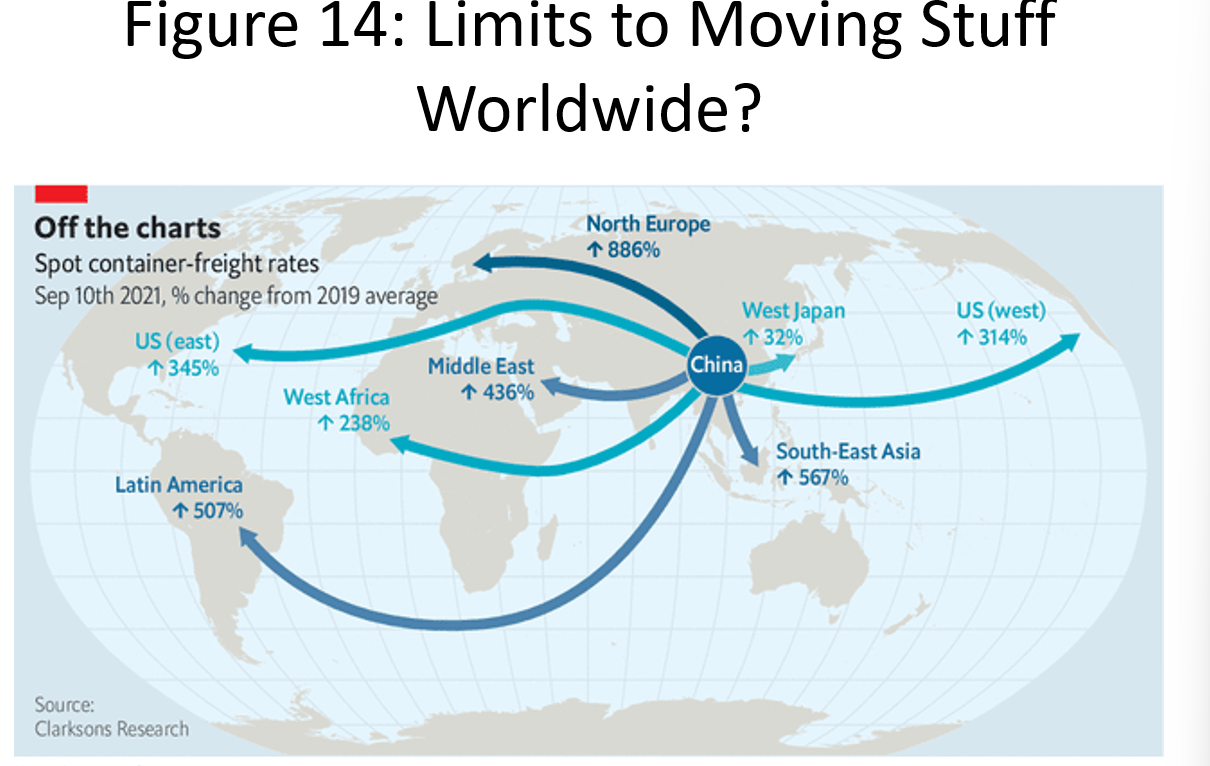 Figure 14: Limits to Moving Stuff
Worldwide?
Off the charts
Spot container-freight rates
Sep 10th 2021, % change from 2019 average
North Europe
↑ 886%
West Japan
↑ 32%
US (west)
↑ 314%
US (east)
↑ 345%
Middle East
↑ 436%
China
West Africa
↑ 238%
South-East Asia
↑ 567%
Latin America
↑ 507%
Source:
Clarksons Research